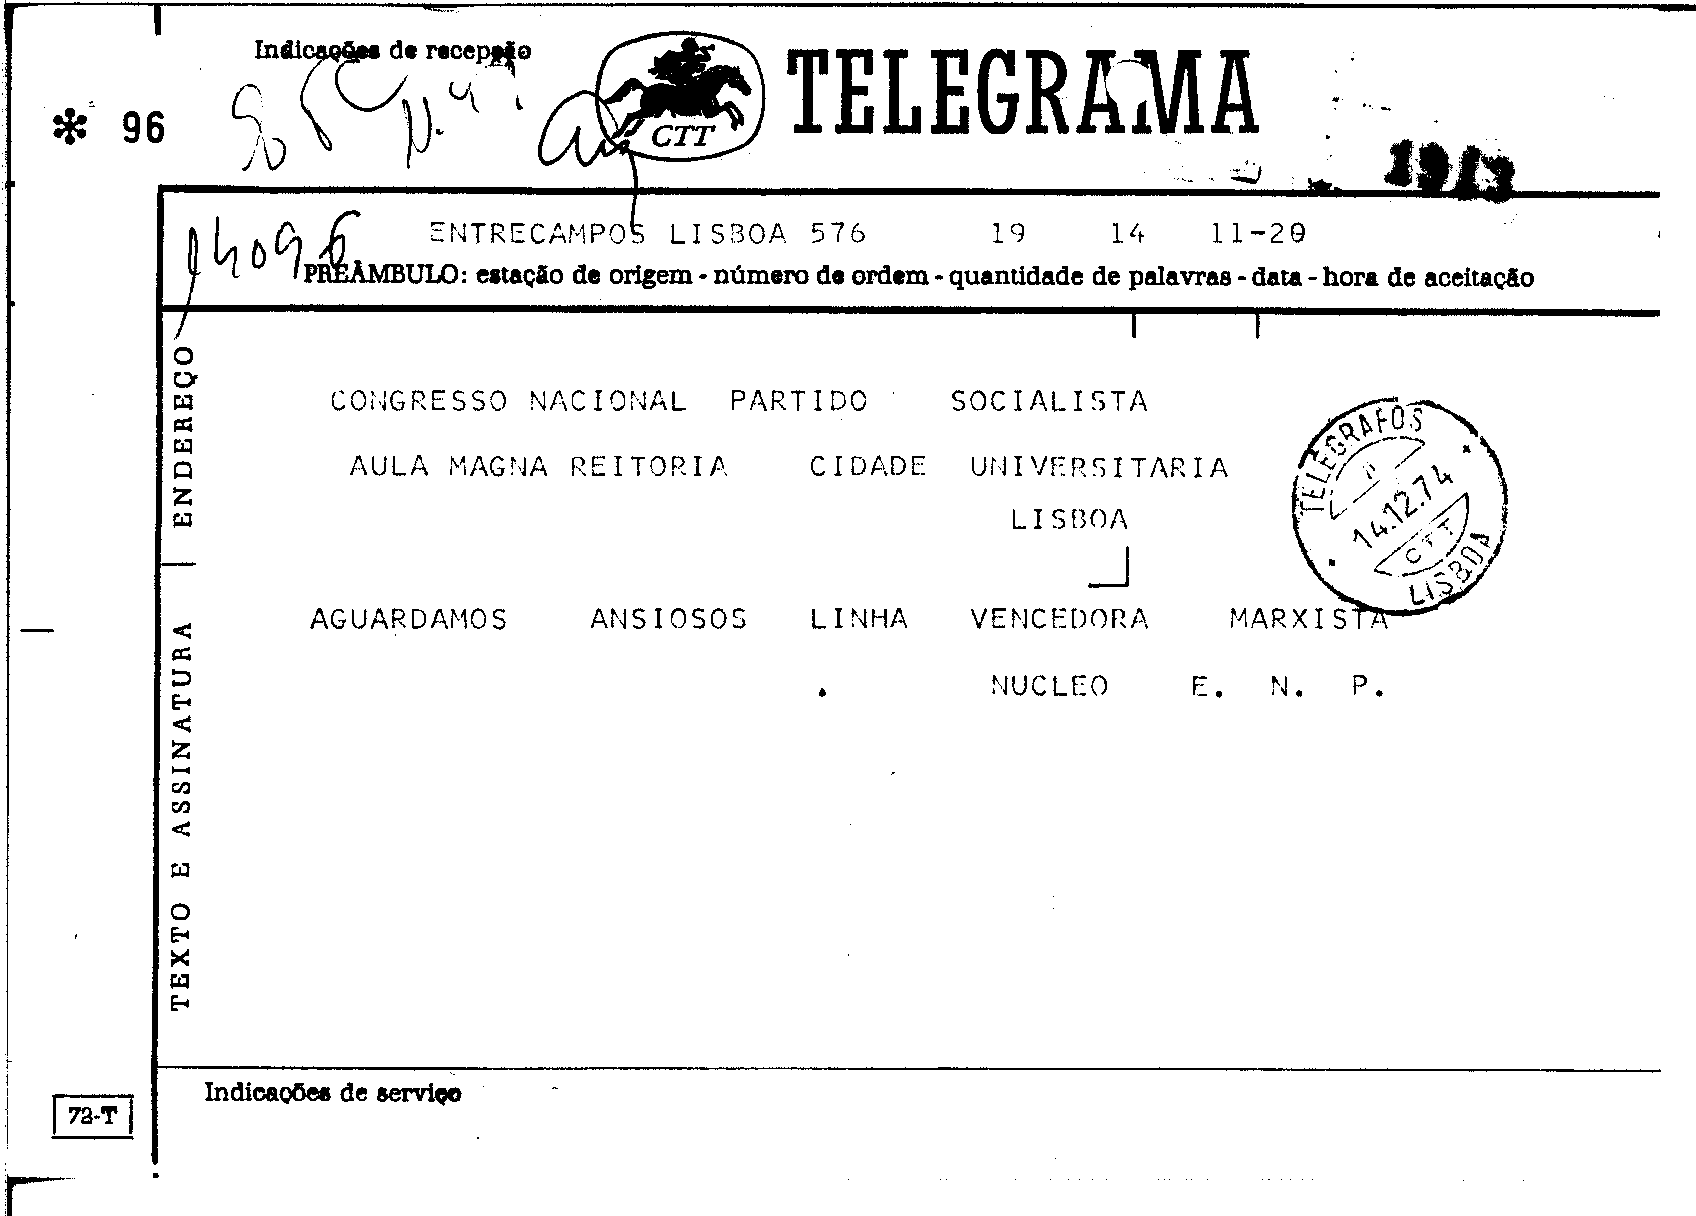 Indicações de recepção
✻ 96
CTT
TELEGRAMA
1913
14096
ENTRECAMPOS LISBOA 576 19 14 11-20
PREÂMBULO: estação de origem - número de ordem - quantidade de palavras - data - hora de aceitação
ENDEREÇO
CONGRESSO NACIONAL PARTIDO SOCIALISTA
AULA MAGNA REITORIA CIDADE UNIVERSITARIA
LISBOA
TELEGRAFOS
14.12.74
CTT
LISBOA
TEXTO E ASSINATURA
AGUARDAMOS ANSIOSOS LINHA VENCEDORA MARXISTA
. NUCLEO E. N. P.
Indicações de serviço
72-T